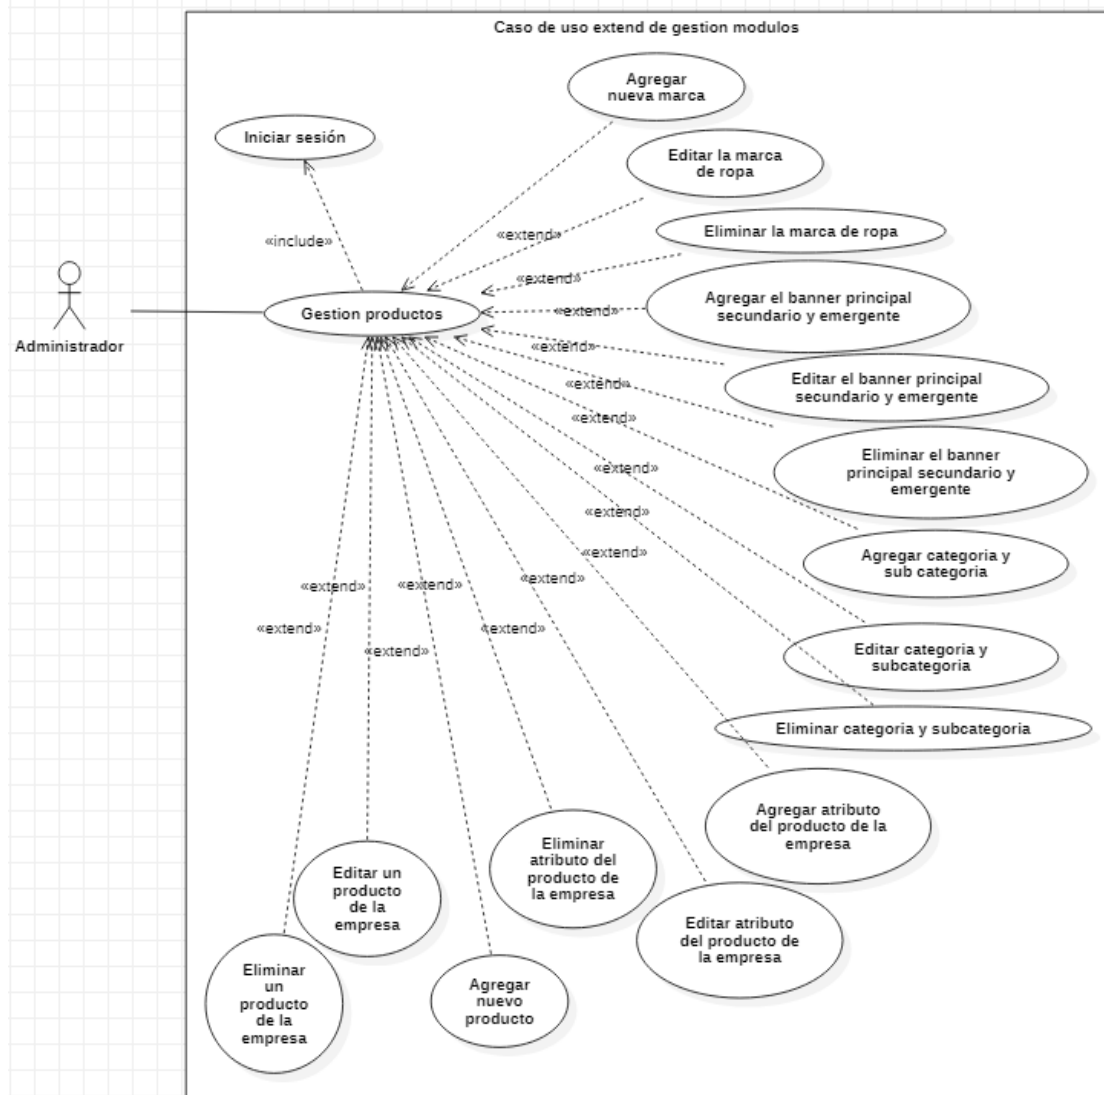 Caso de uso extend de gestion modulos
Agregar
nueva marca
Iniciar sesión
Editar la marca
de ropa
Eliminar la marca de ropa
«include»
«extend»
«extend»
Agregar el banner principal
secundario y emergente
«extend»
Gestion productos
Administrador
«extend»
Editar el banner principal
secundario y emergente
«extend»
«extend»
Eliminar el banner
principal secundario y
emergente
«extend»
«extend»
Agregar categoria y
sub categoria
«extend»
«extend»
«extend»
«extend»
«extend»
«extend»
«extend»
Editar categoria y
subcategoria
Eliminar categoria y subcategoria
Agregar atributo
del producto de la
empresa
Eliminar
atributo del
producto de
la empresa
Editar un
producto
de la
empresa
Editar atributo
del producto de
la empresa
Eliminar
un
producto
de la
empresa
Agregar
nuevo
producto